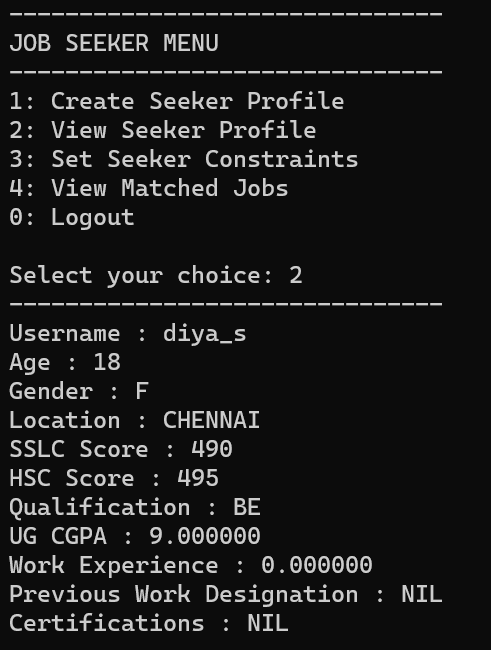 -------------------------------
JOB SEEKER MENU
-------------------------------
1: Create Seeker Profile
2: View Seeker Profile
3: Set Seeker Constraints
4: View Matched Jobs
0: Logout
Select your choice: 2
-------------------------------
Username : diya_s
Age : 18
Gender : F
Location : CHENNAI
SSLC Score : 490
HSC Score : 495
Qualification : BE
UG CGPA : 9.000000
Work Experience : 0.000000
Previous Work Designation : NIL
Certifications : NIL